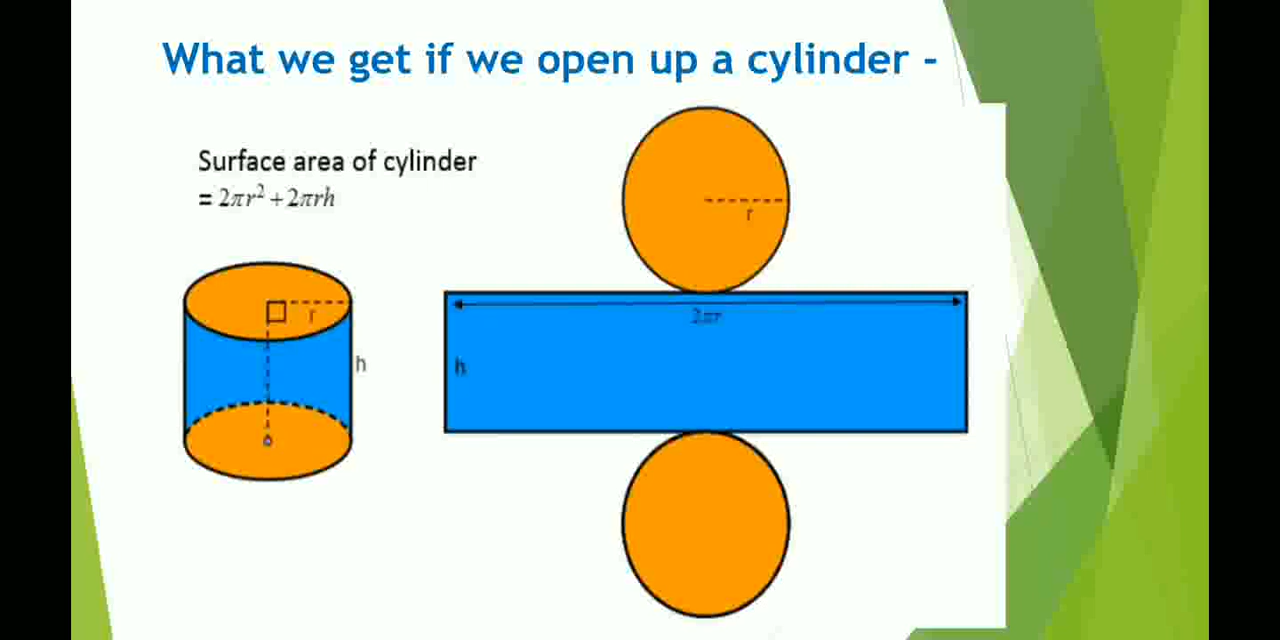 What we get if we open up a cylinder -
Surface area of cylinder
= 2πr² + 2πrh
r
r
2πr
h
h